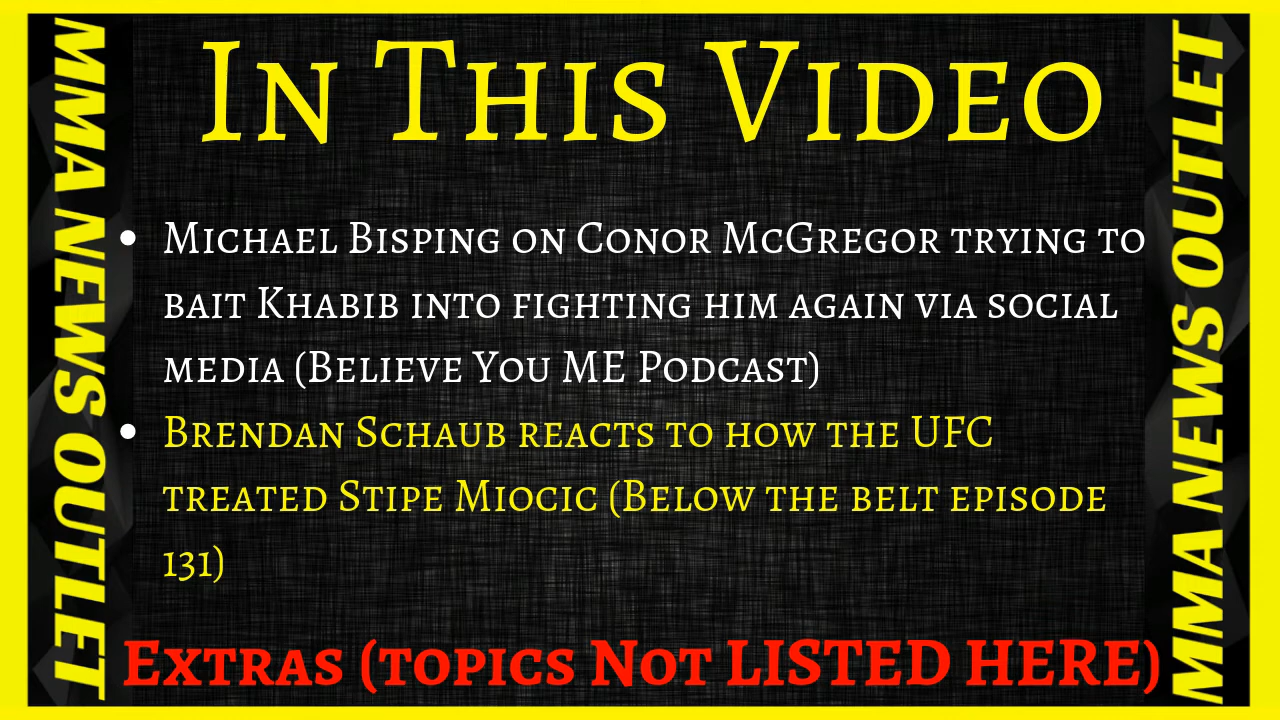 In This Video
MMA NEWS OUTLET
• Michael Bisping on Conor McGregor trying to
bait Khabib into fighting him again via social
media (Believe You ME Podcast)
• Brendan Schaub reacts to how the UFC
treated Stipe Miocic (Below the belt episode
131)
Extras (topics Not LISTED HERE)
MMA NEWS OUTLET